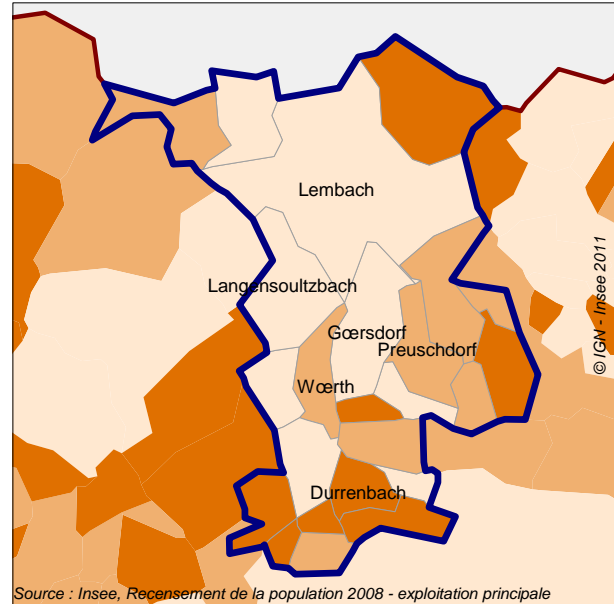 Lembach
Langensoultzbach
Gœrsdorf
Preuschdorf
Wœrth
Durrenbach
© IGN - Insee 2011
Source : Insee, Recensement de la population 2008 - exploitation principale